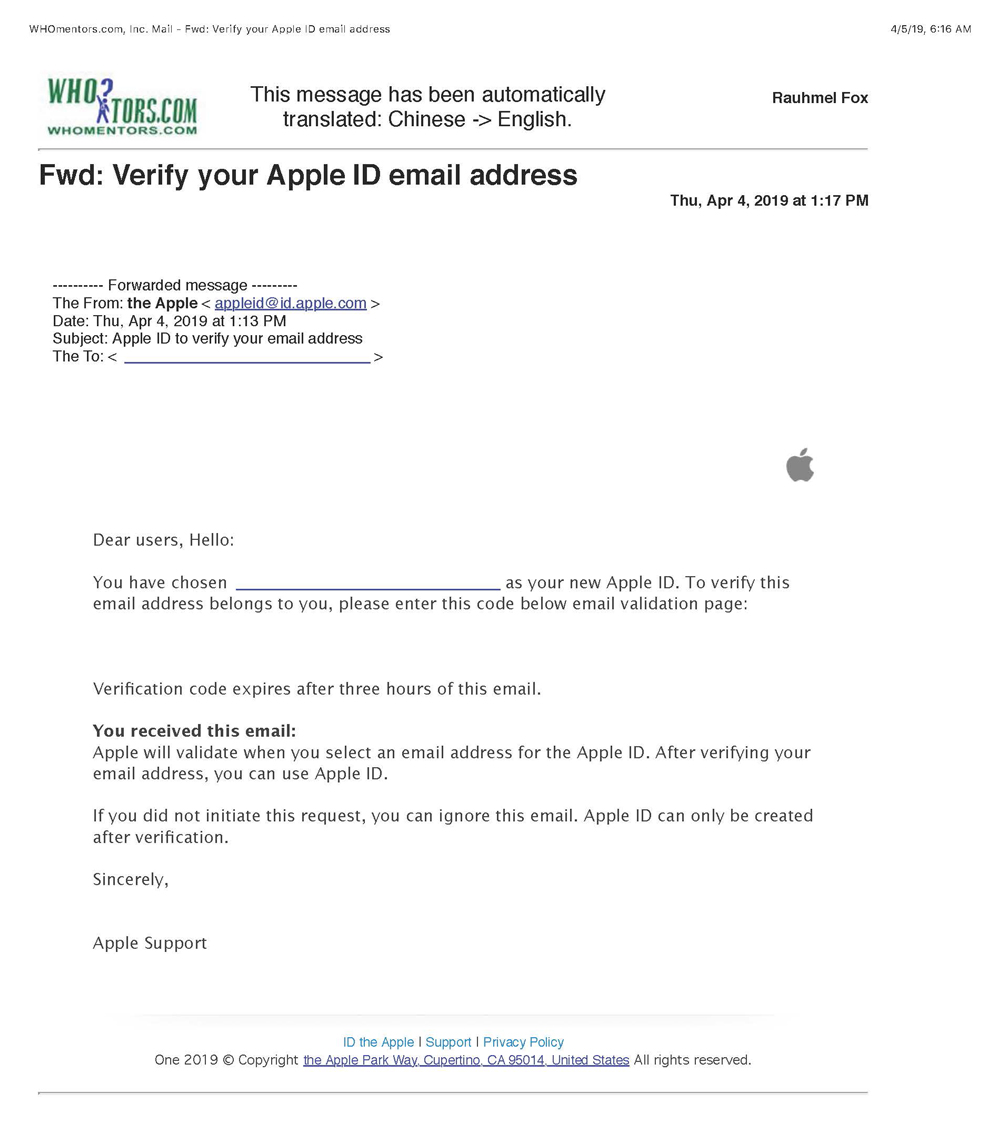 WHOmentors.com, Inc. Mail - Fwd: Verify your Apple ID email address
4/5/19, 6:16 AM
WHO?
TORS.COM
WHOMENTORS.COM
This message has been automatically
translated: Chinese -> English.
Rauhmel Fox
Fwd: Verify your Apple ID email address
Thu, Apr 4, 2019 at 1:17 PM
---------- Forwarded message ---------
The From: the Apple < appleid@id.apple.com >
Date: Thu, Apr 4, 2019 at 1:13 PM
Subject: Apple ID to verify your email address
The To: < >
Dear users, Hello:
You have chosen as your new Apple ID. To verify this
email address belongs to you, please enter this code below email validation page:
Verification code expires after three hours of this email.
You received this email:
Apple will validate when you select an email address for the Apple ID. After verifying your
email address, you can use Apple ID.
If you did not initiate this request, you can ignore this email. Apple ID can only be created
after verification.
Sincerely,
Apple Support
ID the Apple | Support | Privacy Policy
One 2019 © Copyright the Apple Park Way, Cupertino, CA 95014, United States All rights reserved.